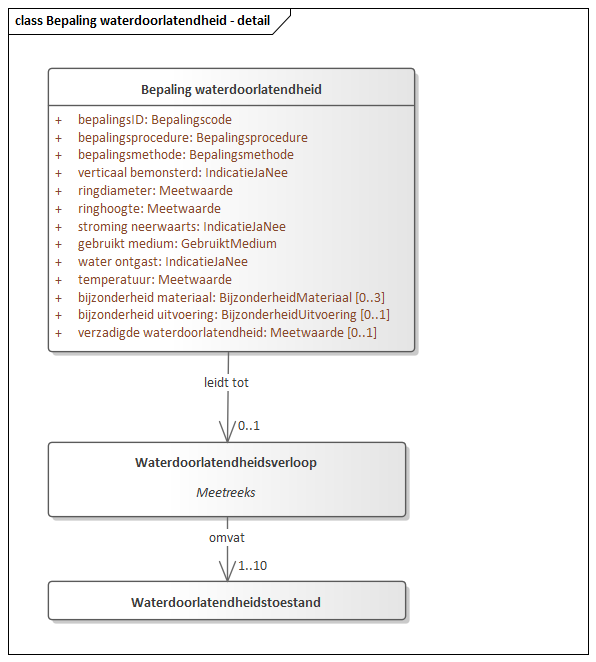 class Bepaling waterdoorlatendheid - detail
Bepaling waterdoorlatendheid
+ bepalingsID: Bepalingscode
+ bepalingsprocedure: Bepalingsprocedure
+ bepalingsmethode: Bepalingsmethode
+ verticaal bemonsterd: IndicatieJaNee
+ ringdiameter: Meetwaarde
+ ringhoogte: Meetwaarde
+ stroming neerwaarts: IndicatieJaNee
+ gebruikt medium: GebruiktMedium
+ water ontgast: IndicatieJaNee
+ temperatuur: Meetwaarde
+ bijzonderheid materiaal: BijzonderheidMateriaal [0..3]
+ bijzonderheid uitvoering: BijzonderheidUitvoering [0..1]
+ verzadigde waterdoorlatendheid: Meetwaarde [0..1]
leidt tot
0..1
Waterdoorlatendheidsverloop
Meetreeks
omvat
1..10
Waterdoorlatendheidstoestand